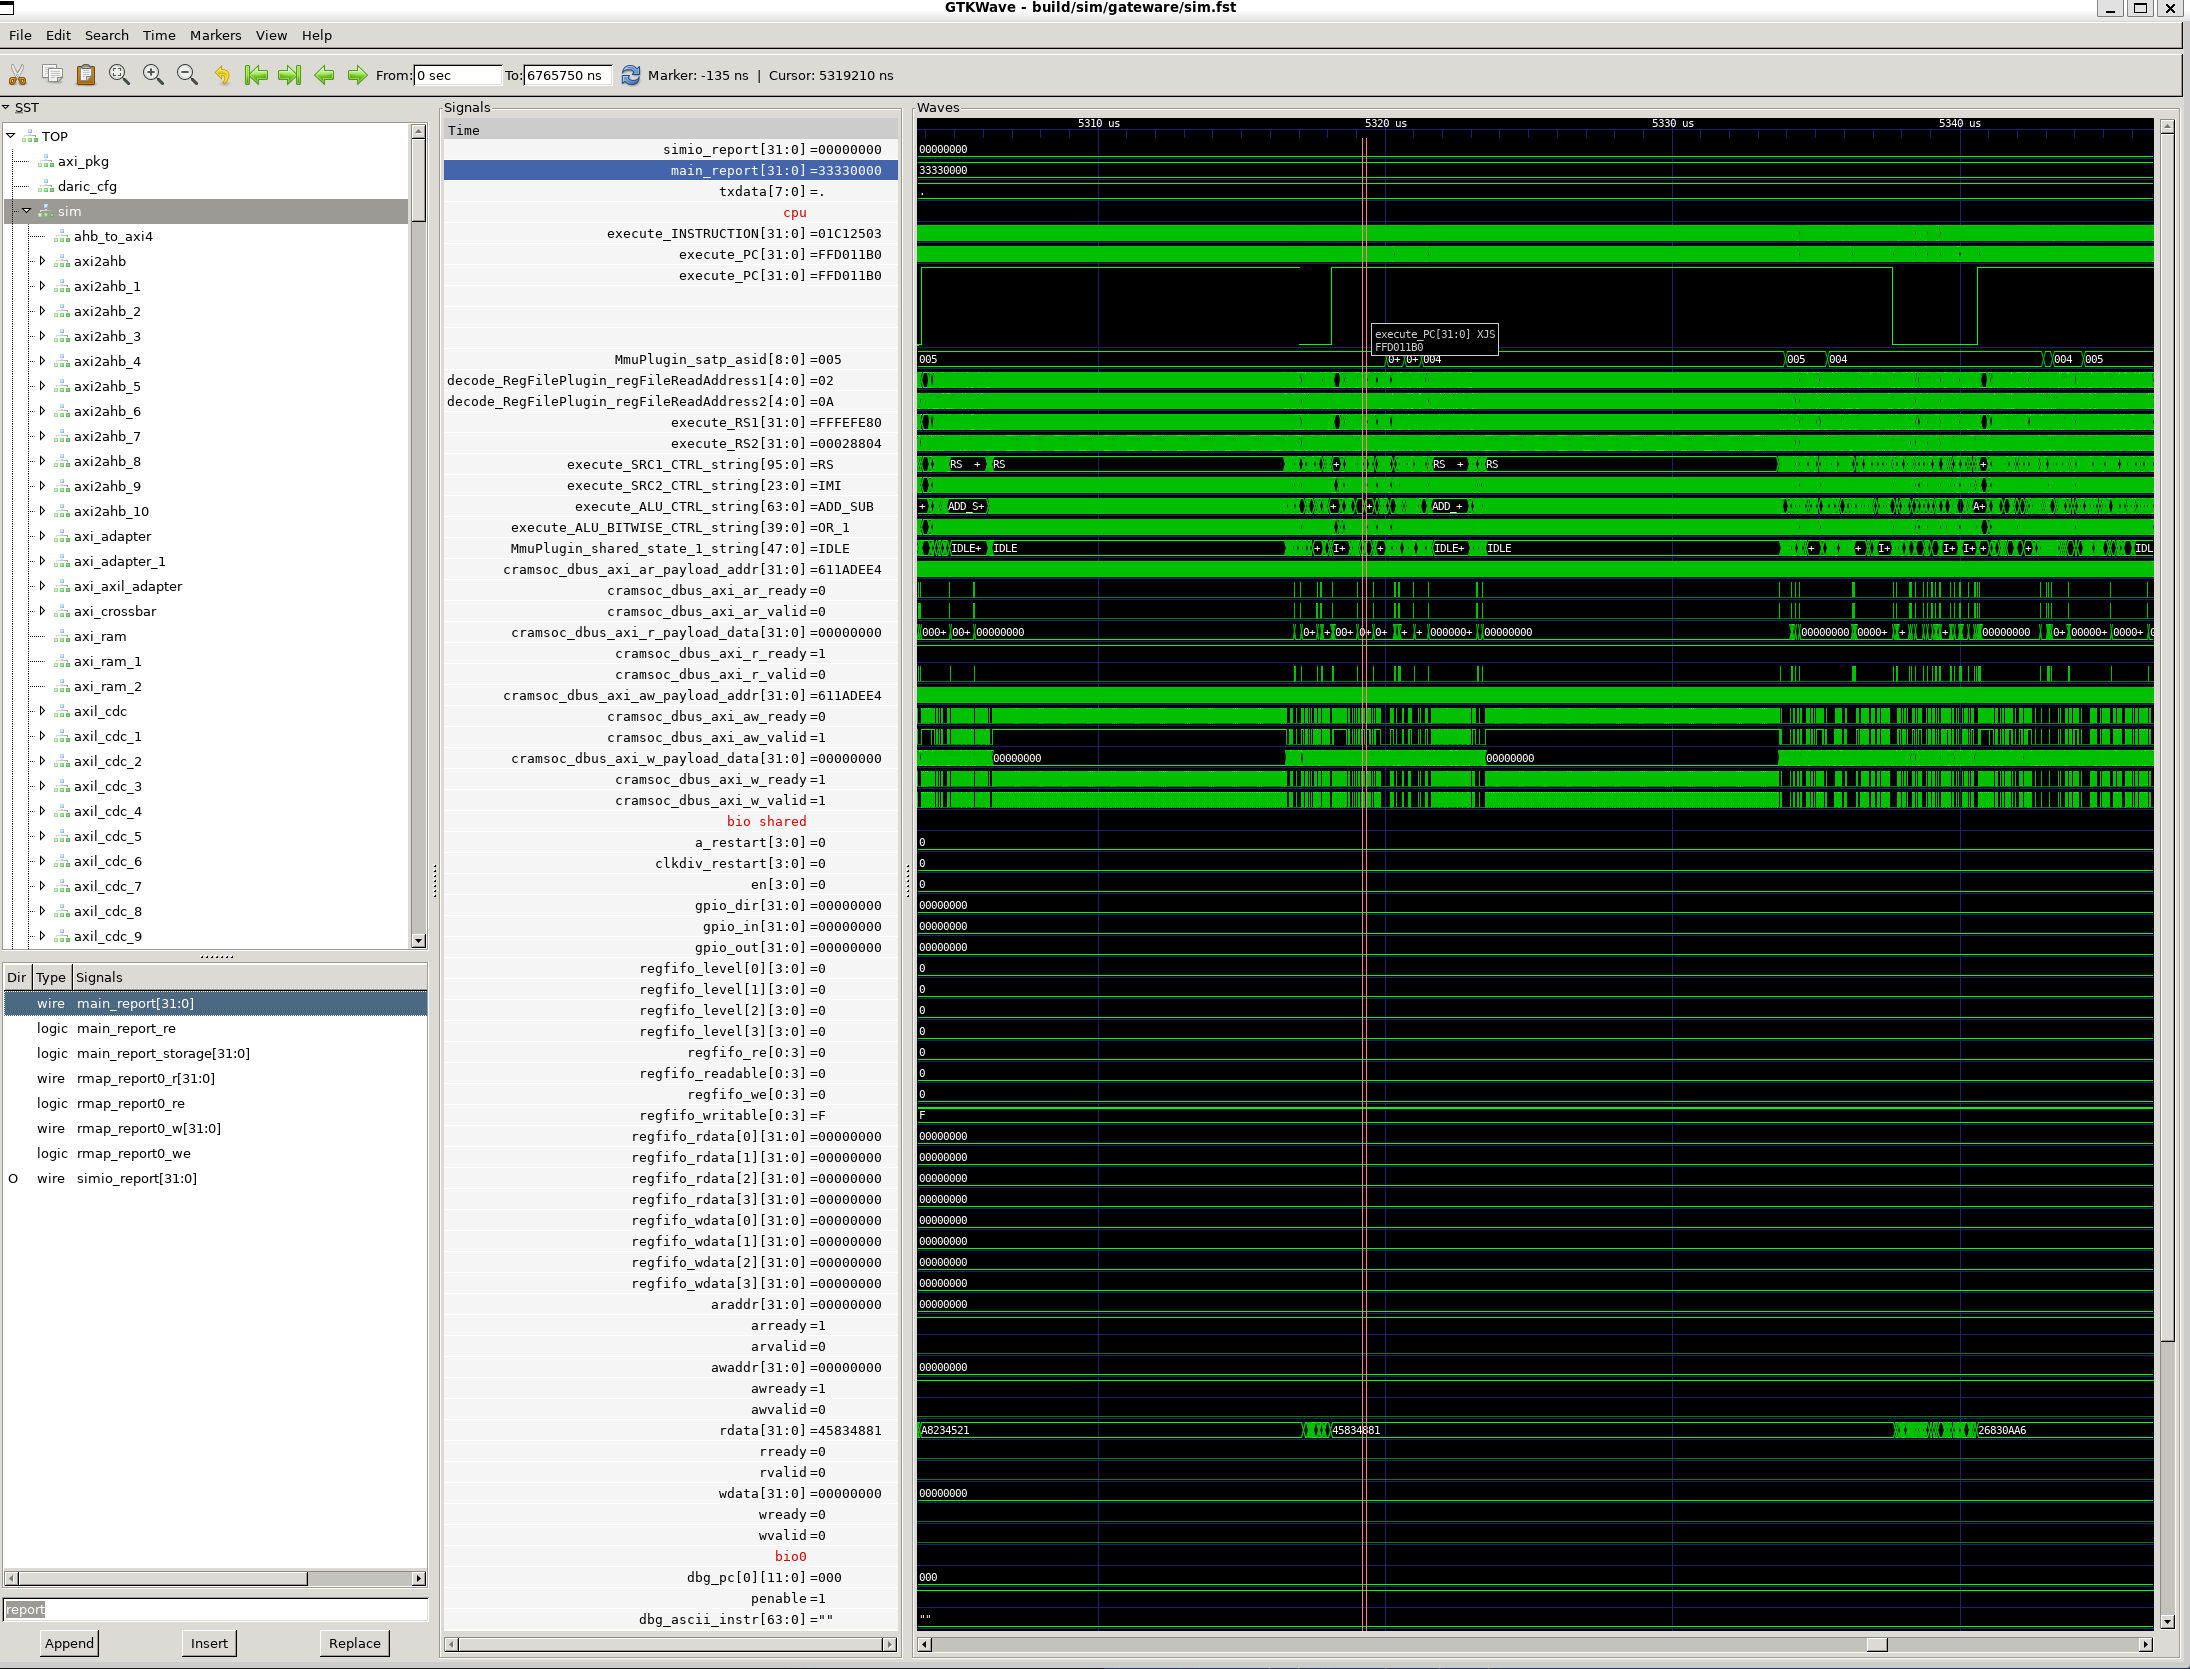 GTKWave - build/sim/gateware/sim.fst
File Edit Search Time Markers View Help
From: 0 sec To: 6765750 ns Marker: -135 ns | Cursor: 5319210 ns
SST
TOP
axi_pkg
daric_cfg
sim
ahb_to_axi4
axi2ahb
axi2ahb_1
axi2ahb_2
axi2ahb_3
axi2ahb_4
axi2ahb_5
axi2ahb_6
axi2ahb_7
axi2ahb_8
axi2ahb_9
axi2ahb_10
axi_adapter
axi_adapter_1
axi_axil_adapter
axi_crossbar
axi_ram
axi_ram_1
axi_ram_2
axil_cdc
axil_cdc_1
axil_cdc_2
axil_cdc_3
axil_cdc_4
axil_cdc_5
axil_cdc_6
axil_cdc_7
axil_cdc_8
axil_cdc_9
Dir Type Signals
wire main_report[31:0]
logic main_report_re
logic main_report_storage[31:0]
wire rmap_report0_r[31:0]
logic rmap_report0_re
wire rmap_report0_w[31:0]
logic rmap_report0_we
O wire simio_report[31:0]
report
Append Insert Replace
Signals
Time
simio_report[31:0] =00000000
main_report[31:0] =33330000
txdata[7:0] =.
cpu
execute_INSTRUCTION[31:0] =01C12503
execute_PC[31:0] =FFD011B0
execute_PC[31:0] =FFD011B0
MmuPlugin_satp_asid[8:0] =005
decode_RegFilePlugin_regFileReadAddress1[4:0] =02
decode_RegFilePlugin_regFileReadAddress2[4:0] =0A
execute_RS1[31:0] =FFFEFE80
execute_RS2[31:0] =00028804
execute_SRC1_CTRL_string[95:0] =RS
execute_SRC2_CTRL_string[23:0] =IMI
execute_ALU_CTRL_string[63:0] =ADD_SUB
execute_ALU_BITWISE_CTRL_string[39:0] =OR_1
MmuPlugin_shared_state_1_string[47:0] =IDLE
cramsoc_dbus_axi_ar_payload_addr[31:0] =611ADEE4
cramsoc_dbus_axi_ar_ready =0
cramsoc_dbus_axi_ar_valid =0
cramsoc_dbus_axi_r_payload_data[31:0] =00000000
cramsoc_dbus_axi_r_ready =1
cramsoc_dbus_axi_r_valid =0
cramsoc_dbus_axi_aw_payload_addr[31:0] =611ADEE4
cramsoc_dbus_axi_aw_ready =0
cramsoc_dbus_axi_aw_valid =1
cramsoc_dbus_axi_w_payload_data[31:0] =00000000
cramsoc_dbus_axi_w_ready =1
cramsoc_dbus_axi_w_valid =1
bio shared
a_restart[3:0] =0
clkdiv_restart[3:0] =0
en[3:0] =0
gpio_dir[31:0] =00000000
gpio_in[31:0] =00000000
gpio_out[31:0] =00000000
regfifo_level[0][3:0] =0
regfifo_level[1][3:0] =0
regfifo_level[2][3:0] =0
regfifo_level[3][3:0] =0
regfifo_re[0:3] =0
regfifo_readable[0:3] =0
regfifo_we[0:3] =0
regfifo_writable[0:3] =F
regfifo_rdata[0][31:0] =00000000
regfifo_rdata[1][31:0] =00000000
regfifo_rdata[2][31:0] =00000000
regfifo_rdata[3][31:0] =00000000
regfifo_wdata[0][31:0] =00000000
regfifo_wdata[1][31:0] =00000000
regfifo_wdata[2][31:0] =00000000
regfifo_wdata[3][31:0] =00000000
araddr[31:0] =00000000
arready =1
arvalid =0
awaddr[31:0] =00000000
awready =1
awvalid =0
rdata[31:0] =45834881
rready =0
rvalid =0
wdata[31:0] =00000000
wready =0
wvalid =0
bio0
dbg_pc[0][11:0] =000
penable =1
dbg_ascii_instr[63:0] =""
Waves
5310 us 5320 us 5330 us 5340 us
00000000
33330000
.
execute_PC[31:0] XJS
FFD011B0
005 0+ 0+ 004 005 004 004 005
RS + RS + RS + RS +
+ ADD_S+ + + ADD_+ A+
IDLE+ IDLE + I+ + IDLE+ IDLE + + I+ I+ I+ + + IDL
000+ 00+ 00000000 0+ + 00+ 0+ 0+ + + 000000+ 00000000 00000000 0000+ + + 00000000 0+ 00000+ 0000+
00000000 00000000
0
0
0
00000000
00000000
00000000
0
0
0
0
0
0
0
F
00000000
00000000
00000000
00000000
00000000
00000000
00000000
00000000
00000000
00000000
A8234521 45834881 26830AA6
00000000
000
""